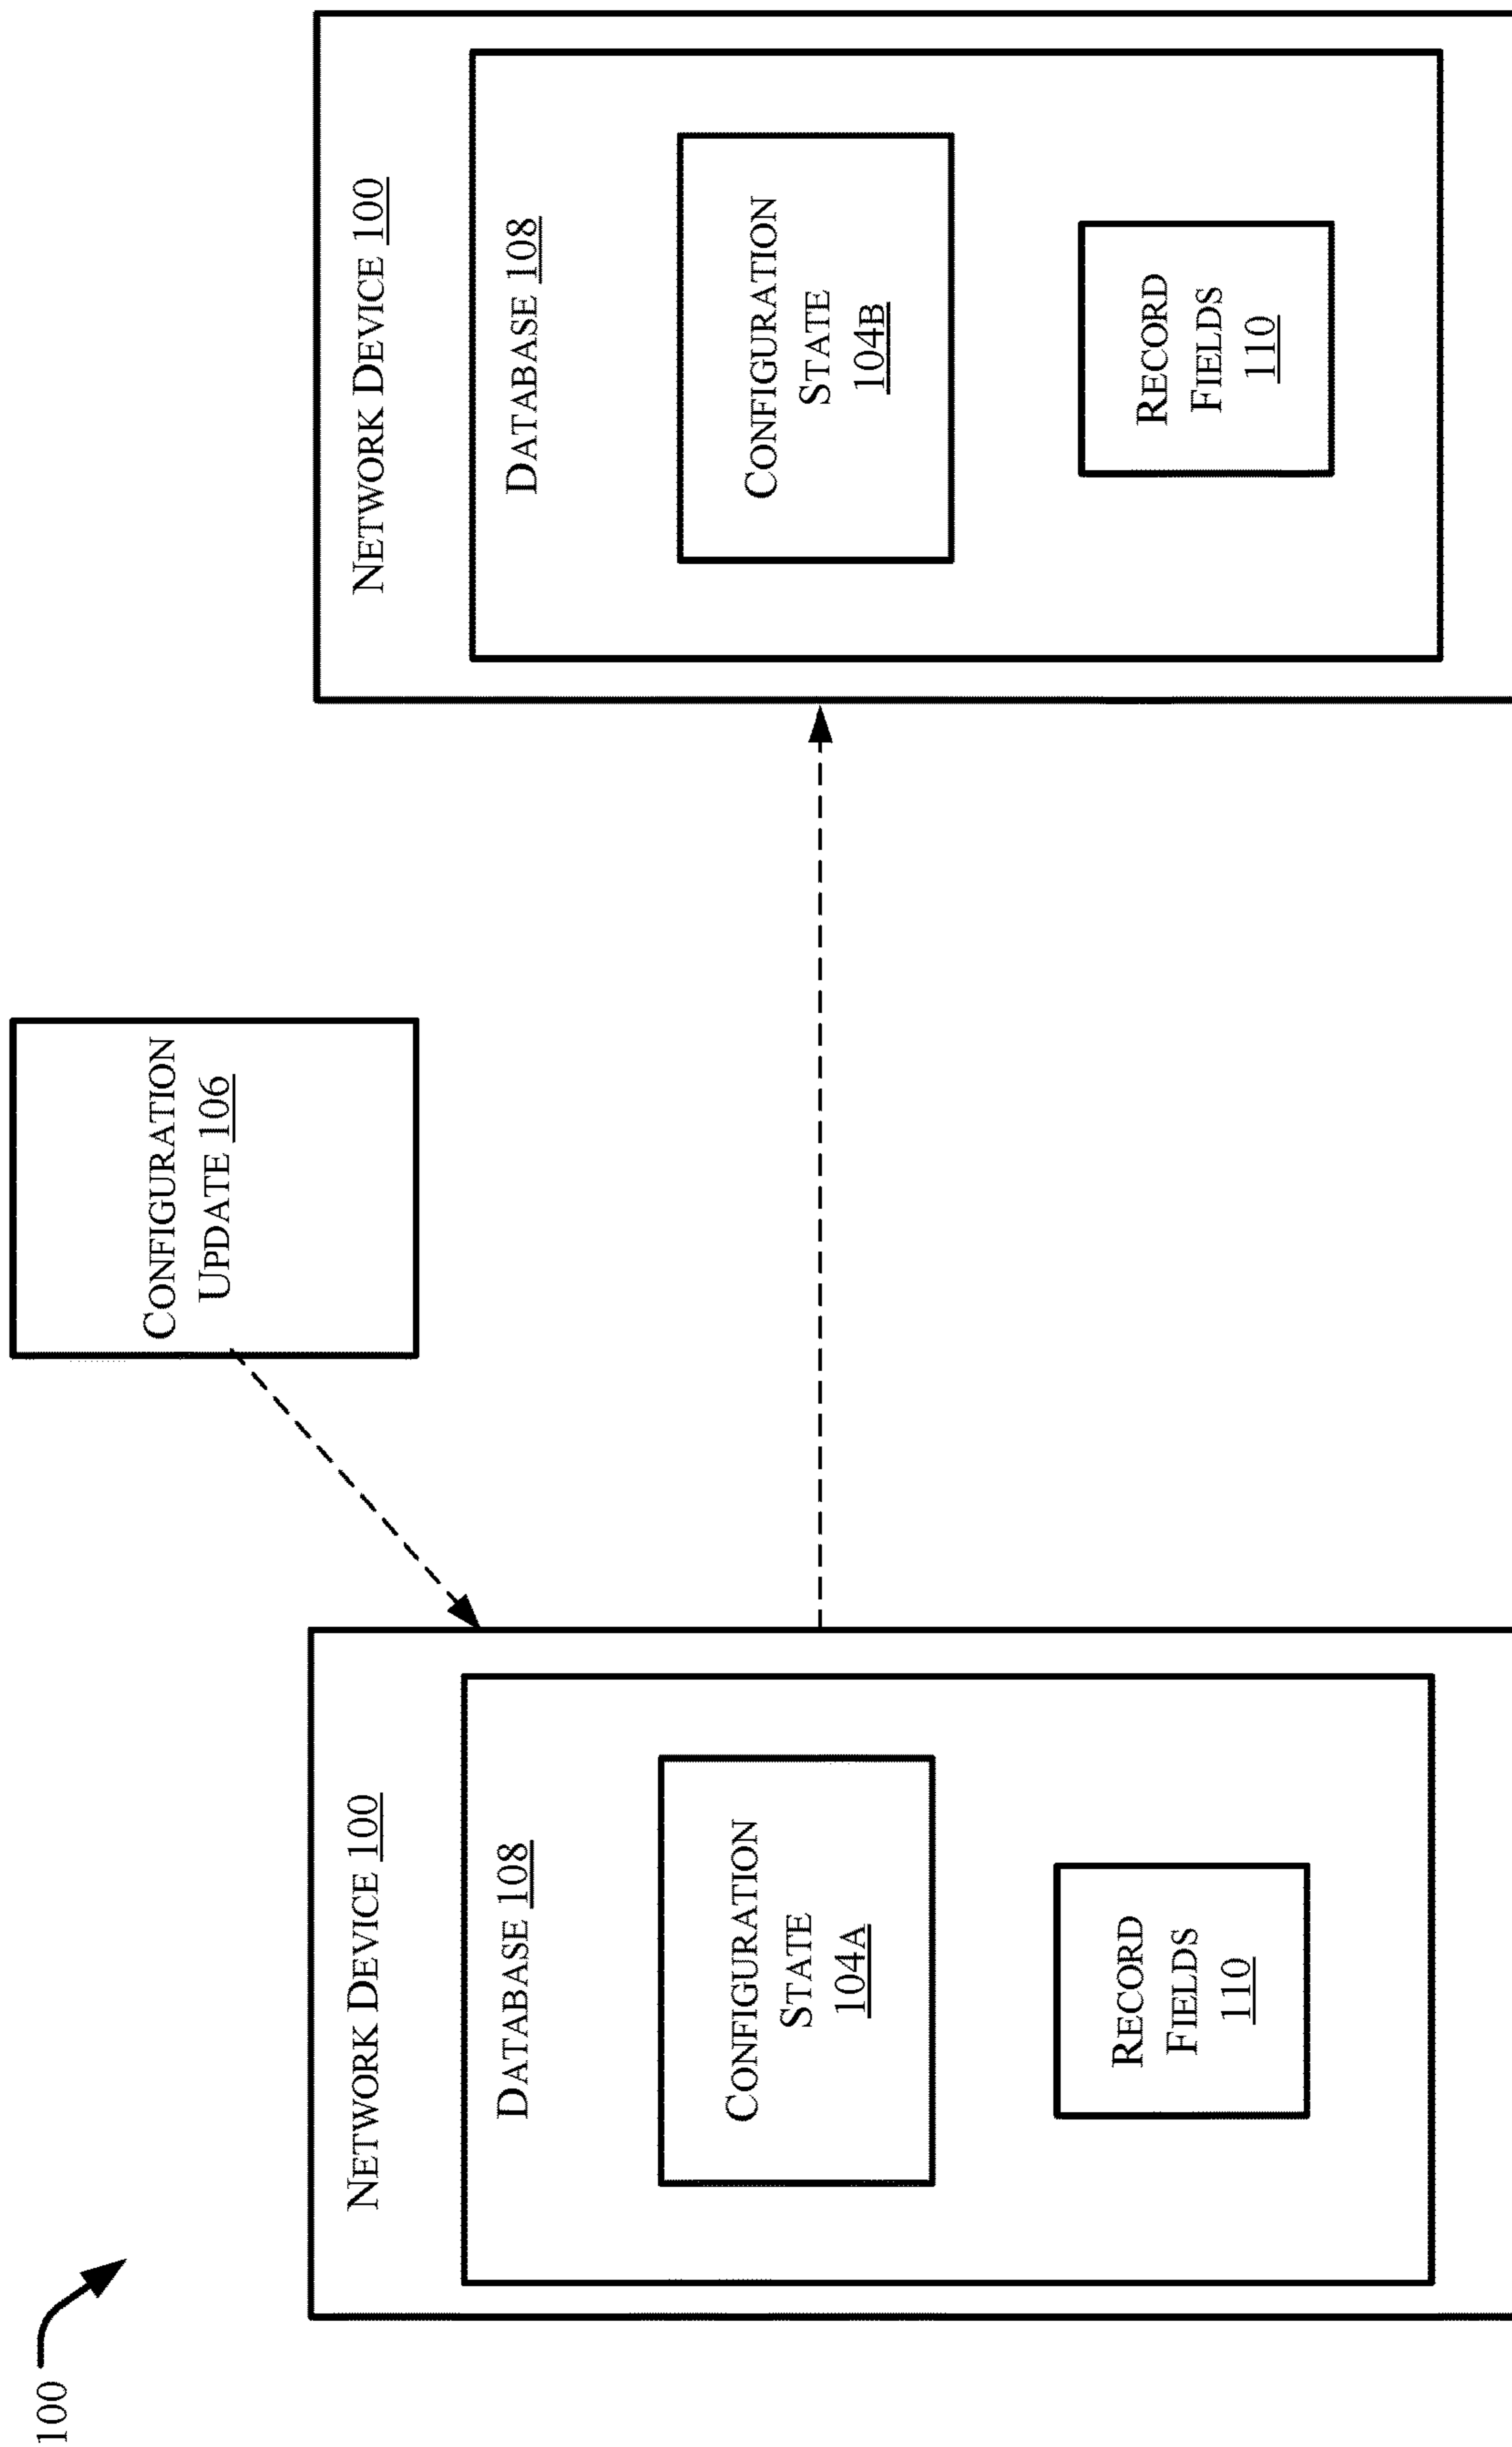 100
CONFIGURATION
UPDATE 106
NETWORK DEVICE 100
DATABASE 108
CONFIGURATION
STATE
104A
RECORD
FIELDS
110
NETWORK DEVICE 100
DATABASE 108
CONFIGURATION
STATE
104B
RECORD
FIELDS
110